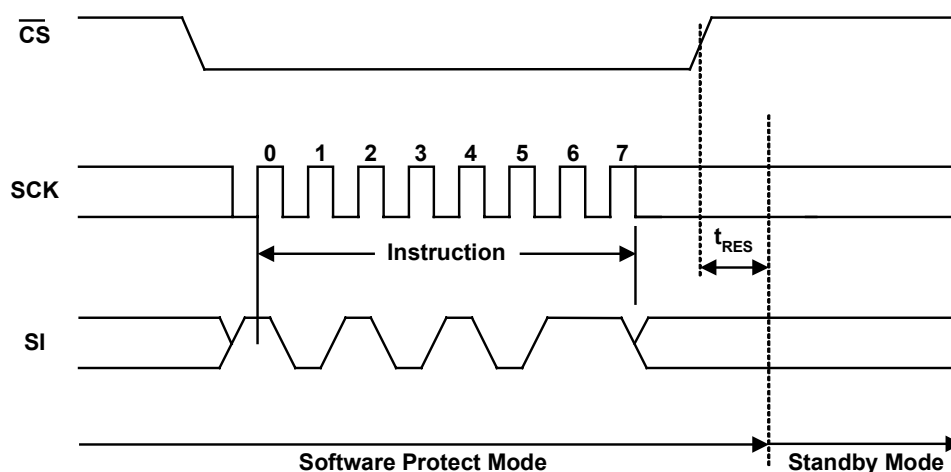 CS
0 1 2 3 4 5 6 7
SCK
tRES
Instruction
SI
Software Protect Mode Standby Mode